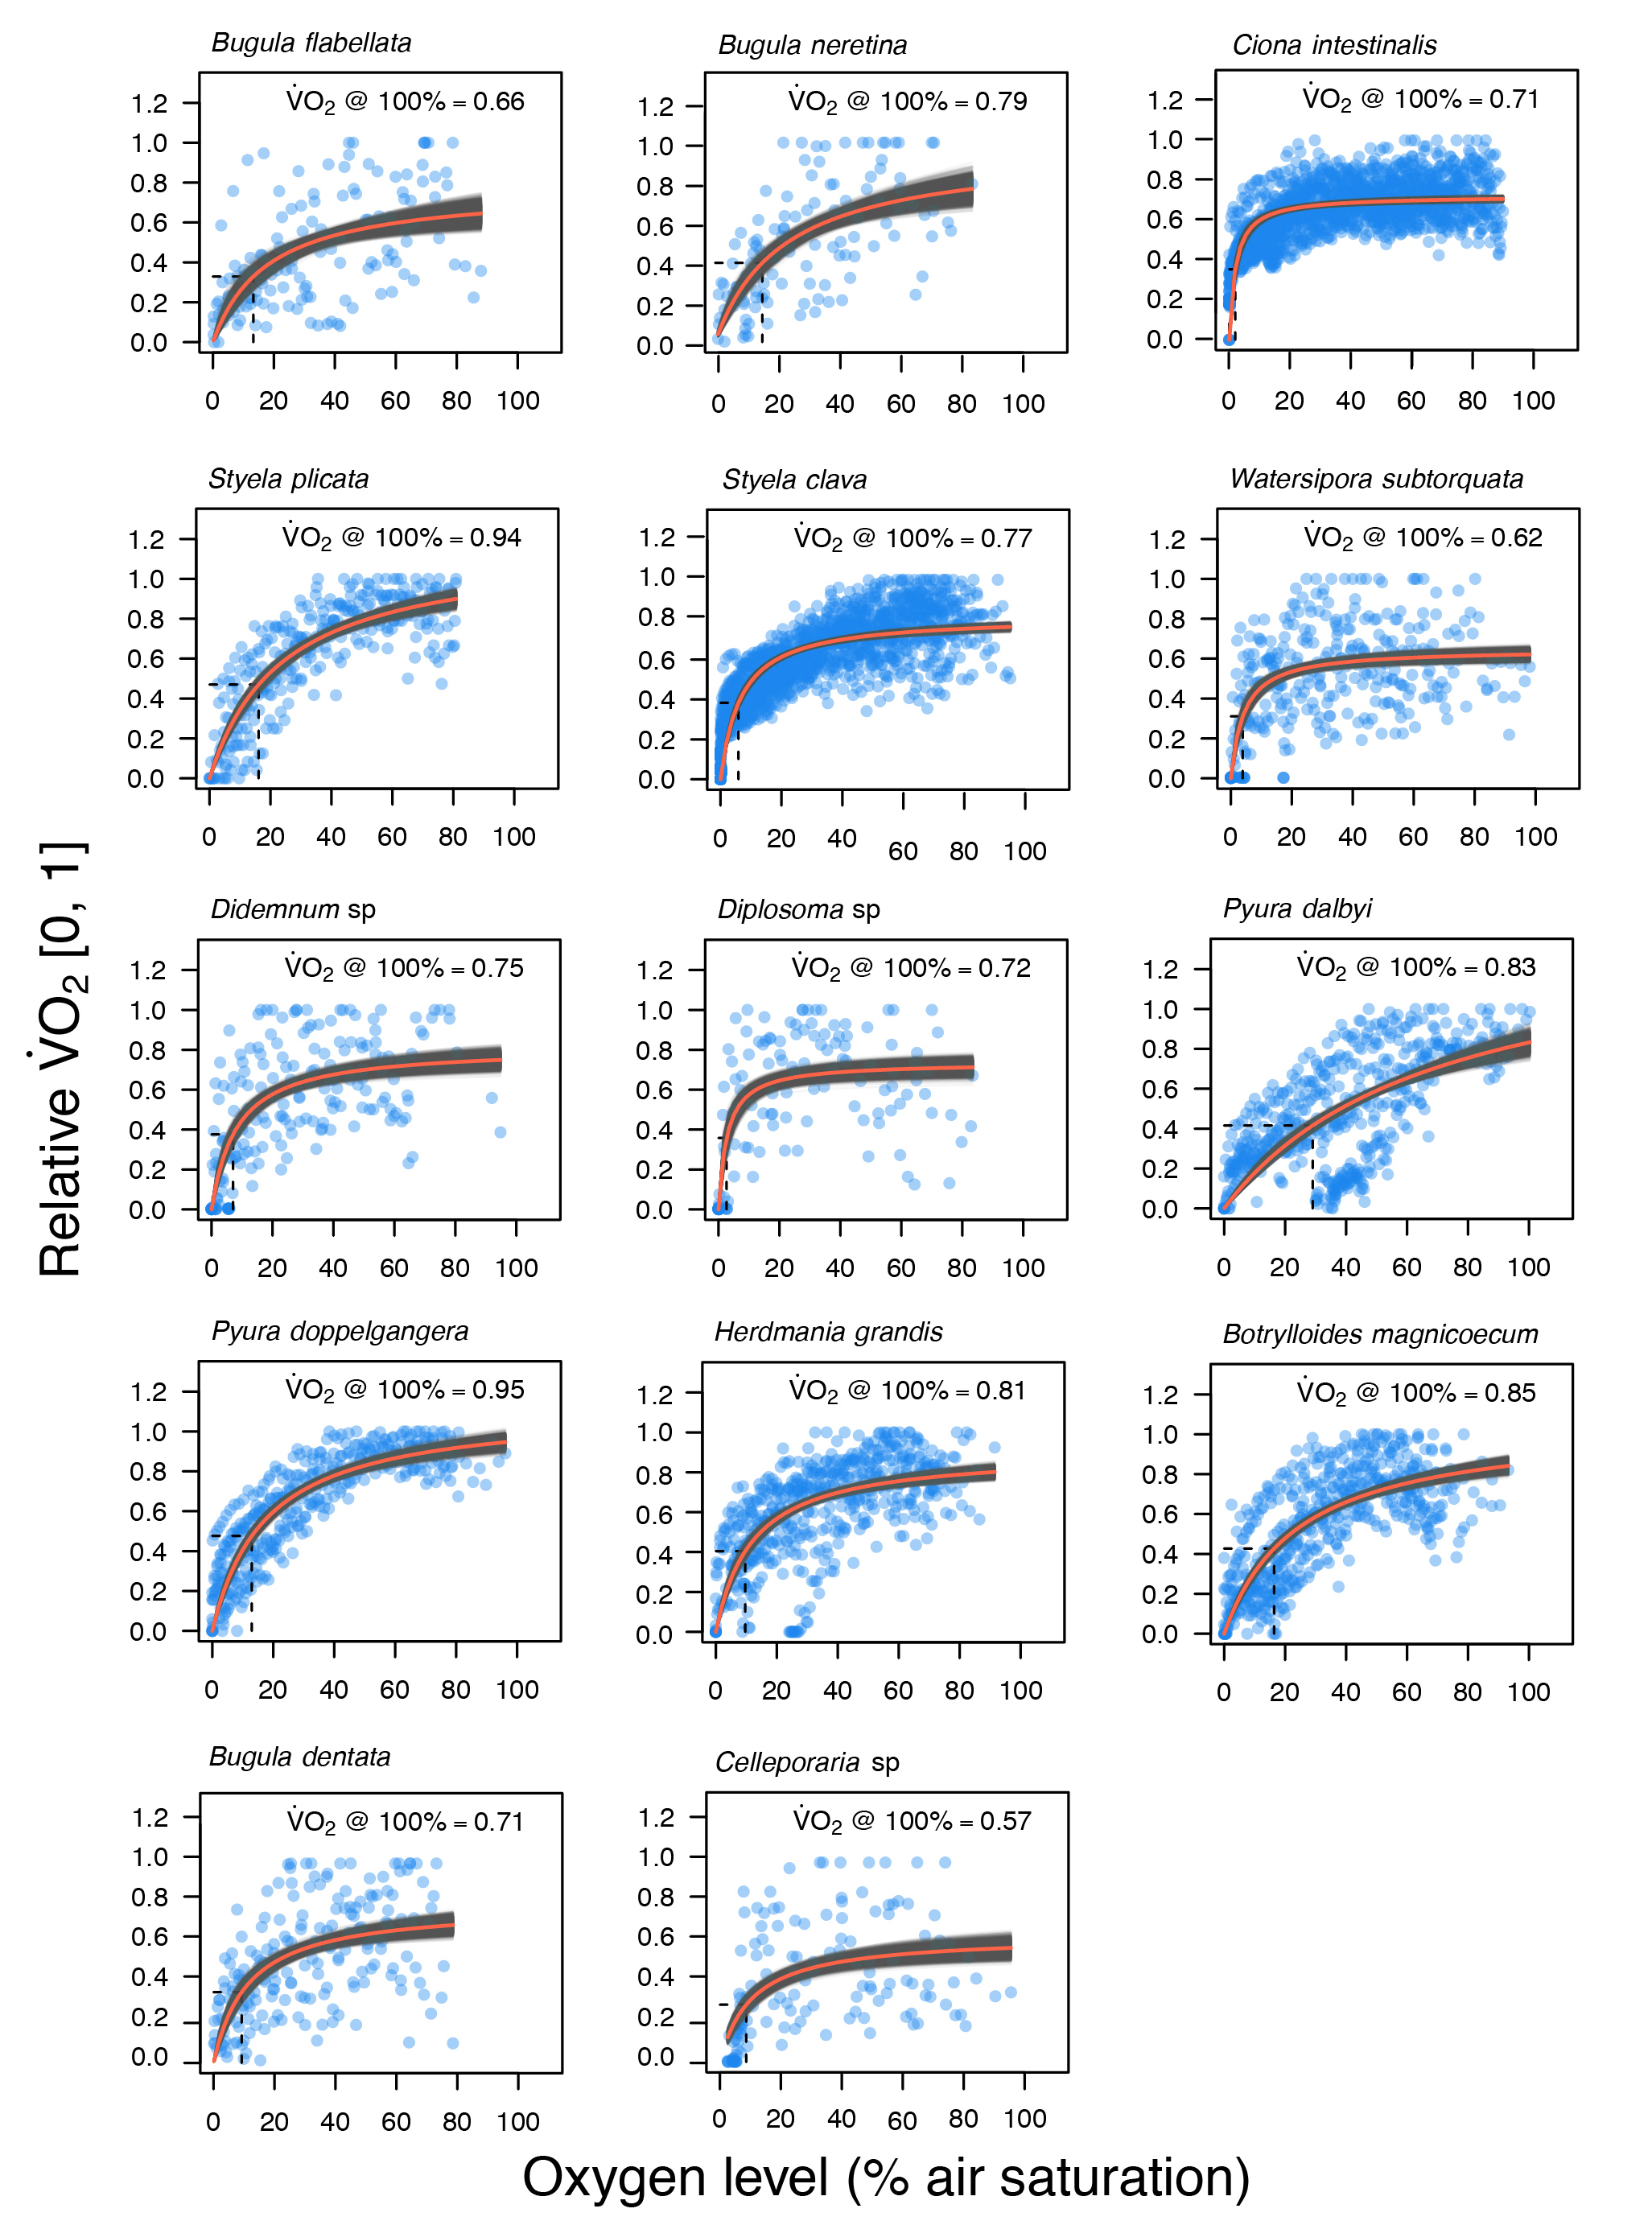 Bugula flabellata
V̇O2 @ 100% = 0.66
1.2
1.0
0.8
0.6
0.4
0.2
0.0
0 20 40 60 80 100
Bugula neretina
V̇O2 @ 100% = 0.79
1.2
1.0
0.8
0.6
0.4
0.2
0.0
0 20 40 60 80 100
Ciona intestinalis
V̇O2 @ 100% = 0.71
1.2
1.0
0.8
0.6
0.4
0.2
0.0
0 20 40 60 80 100
Styela plicata
V̇O2 @ 100% = 0.94
1.2
1.0
0.8
0.6
0.4
0.2
0.0
0 20 40 60 80 100
Styela clava
V̇O2 @ 100% = 0.77
1.2
1.0
0.8
0.6
0.4
0.2
0.0
0 20 40 60 80 100
Watersipora subtorquata
V̇O2 @ 100% = 0.62
1.2
1.0
0.8
0.6
0.4
0.2
0.0
0 20 40 60 80 100
Relative V̇O2 [0, 1]
Didemnum sp
V̇O2 @ 100% = 0.75
1.2
1.0
0.8
0.6
0.4
0.2
0.0
0 20 40 60 80 100
Diplosoma sp
V̇O2 @ 100% = 0.72
1.2
1.0
0.8
0.6
0.4
0.2
0.0
0 20 40 60 80 100
Pyura dalbyi
V̇O2 @ 100% = 0.83
1.2
1.0
0.8
0.6
0.4
0.2
0.0
0 20 40 60 80 100
Pyura doppelgangera
V̇O2 @ 100% = 0.95
1.2
1.0
0.8
0.6
0.4
0.2
0.0
0 20 40 60 80 100
Herdmania grandis
V̇O2 @ 100% = 0.81
1.2
1.0
0.8
0.6
0.4
0.2
0.0
0 20 40 60 80 100
Botrylloides magnicoecum
V̇O2 @ 100% = 0.85
1.2
1.0
0.8
0.6
0.4
0.2
0.0
0 20 40 60 80 100
Bugula dentata
V̇O2 @ 100% = 0.71
1.2
1.0
0.8
0.6
0.4
0.2
0.0
0 20 40 60 80 100
Celleporaria sp
V̇O2 @ 100% = 0.57
1.2
1.0
0.8
0.6
0.4
0.2
0.0
0 20 40 60 80 100
Oxygen level (% air saturation)